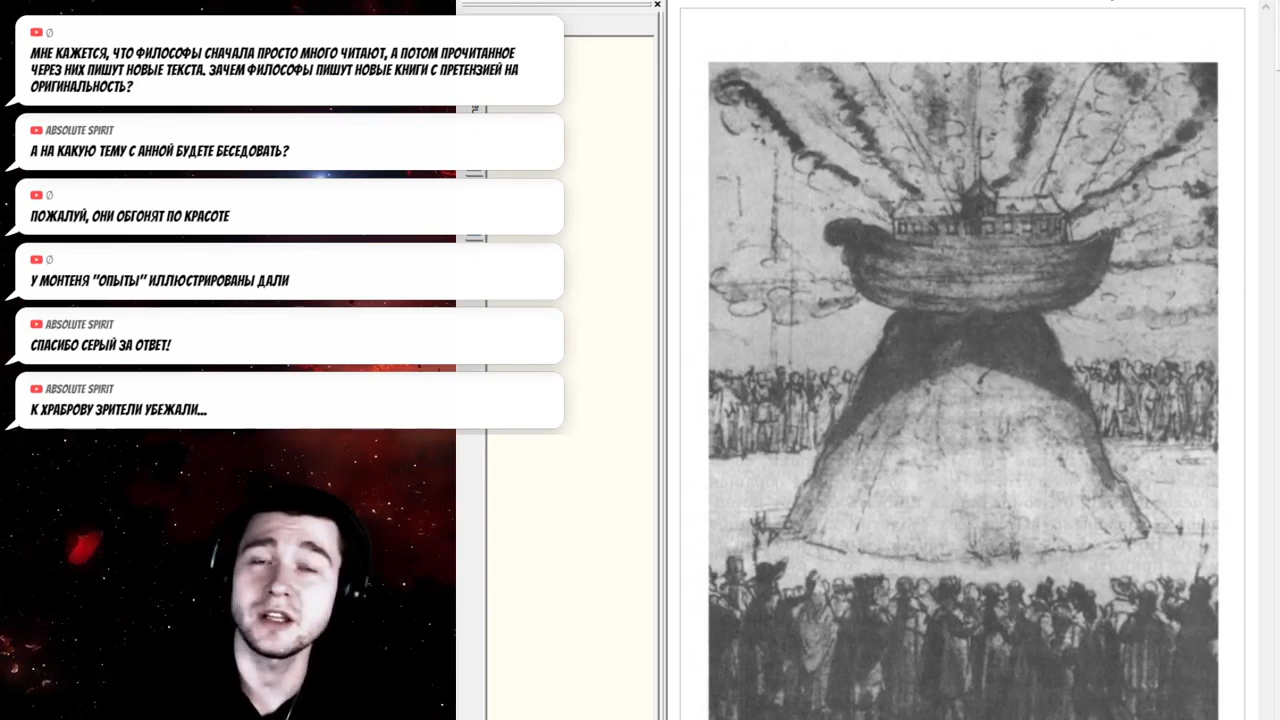 Ø
МНЕ КАЖЕТСЯ, ЧТО ФИЛОСОФЫ СНАЧАЛА ПРОСТО МНОГО ЧИТАЮТ, А ПОТОМ ПРОЧИТАННОЕ
ЧЕРЕЗ НИХ ПИШУТ НОВЫЕ ТЕКСТА. ЗАЧЕМ ФИЛОСОФЫ ПИШУТ НОВЫЕ КНИГИ С ПРЕТЕНЗИЕЙ НА
ОРИГИНАЛЬНОСТЬ?
ABSOLUTE SPIRIT
А НА КАКУЮ ТЕМУ С АННОЙ БУДЕТЕ БЕСЕДОВАТЬ?
Ø
ПОЖАЛУЙ, ОНИ ОБГОНЯТ ПО КРАСОТЕ
Ø
У МОНТЕНЯ "ОПЫТЫ" ИЛЛЮСТРИРОВАНЫ ДАЛИ
ABSOLUTE SPIRIT
СПАСИБО СЕРЫЙ ЗА ОТВЕТ!
ABSOLUTE SPIRIT
К ХРАБРОВУ ЗРИТЕЛИ УБЕЖАЛИ...